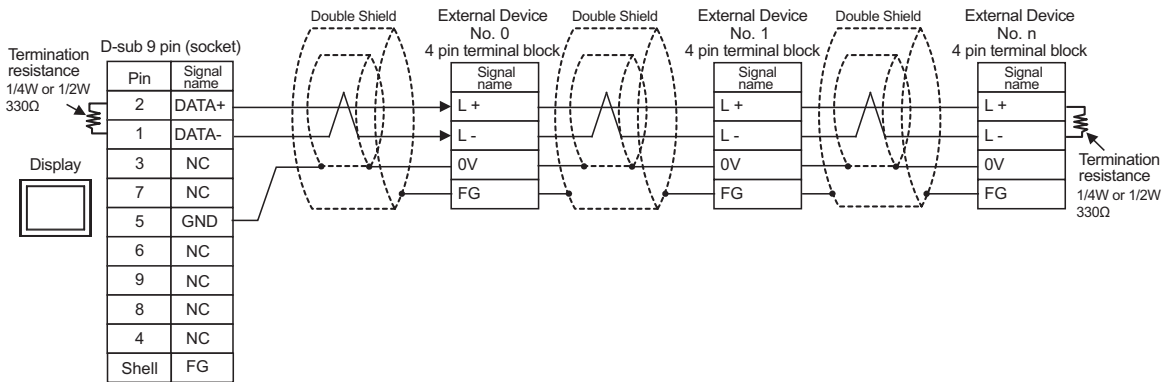 Double Shield
External Device
No. 0
4 pin terminal block
Double Shield
External Device
No. 1
4 pin terminal block
Double Shield
External Device
No. n
4 pin terminal block
Termination
resistance
1/4W or 1/2W
330Ω
D-sub 9 pin (socket)
Pin Signal name
2 DATA+
1 DATA-
3 NC
7 NC
5 GND
6 NC
9 NC
8 NC
4 NC
Shell FG
Display
Signal
name
L +
L -
0V
FG
Signal
name
L +
L -
0V
FG
Signal
name
L +
L -
0V
FG
Termination
resistance
1/4W or 1/2W
330Ω